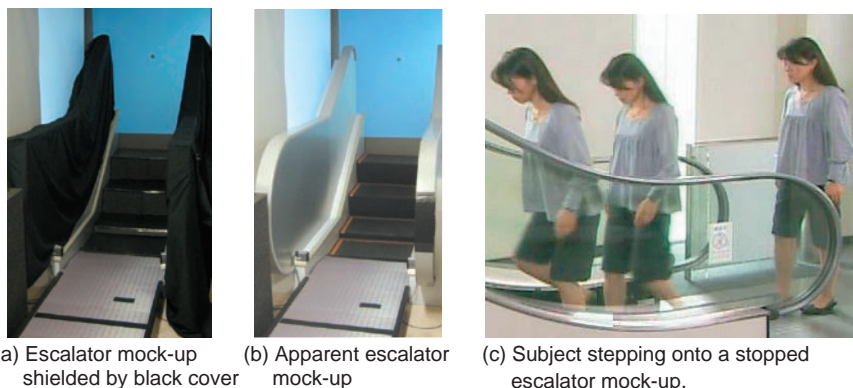 a) Escalator mock-up
shielded by black cover
(b) Apparent escalator
mock-up
(c) Subject stepping onto a stopped
escalator mock-up.